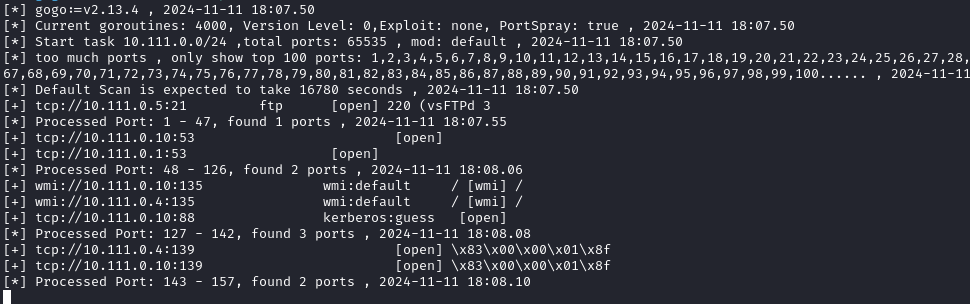 [*] gogo:=v2.13.4 , 2024-11-11 18:07.50
[*] Current goroutines: 4000, Version Level: 0,Exploit: none, PortSpray: true , 2024-11-11 18:07.50
[*] Start task 10.111.0.0/24 ,total ports: 65535 , mod: default , 2024-11-11 18:07.50
[*] too much ports , only show top 100 ports: 1,2,3,4,5,6,7,8,9,10,11,12,13,14,15,16,17,18,19,20,21,22,23,24,25,26,27,28,
67,68,69,70,71,72,73,74,75,76,77,78,79,80,81,82,83,84,85,86,87,88,89,90,91,92,93,94,95,96,97,98,99,100...... , 2024-11-11
[*] Default Scan is expected to take 16780 seconds , 2024-11-11 18:07.50
[+] tcp://10.111.0.5:21 ftp [open] 220 (vsFTPd 3
[*] Processed Port: 1 - 47, found 1 ports , 2024-11-11 18:07.55
[+] tcp://10.111.0.10:53 [open]
[+] tcp://10.111.0.1:53 [open]
[*] Processed Port: 48 - 126, found 2 ports , 2024-11-11 18:08.06
[+] wmi://10.111.0.10:135 wmi:default / [wmi] /
[+] wmi://10.111.0.4:135 wmi:default / [wmi] /
[+] tcp://10.111.0.10:88 kerberos:guess [open]
[*] Processed Port: 127 - 142, found 3 ports , 2024-11-11 18:08.08
[+] tcp://10.111.0.4:139 [open] \x83\x00\x00\x01\x8f
[+] tcp://10.111.0.10:139 [open] \x83\x00\x00\x01\x8f
[*] Processed Port: 143 - 157, found 2 ports , 2024-11-11 18:08.10